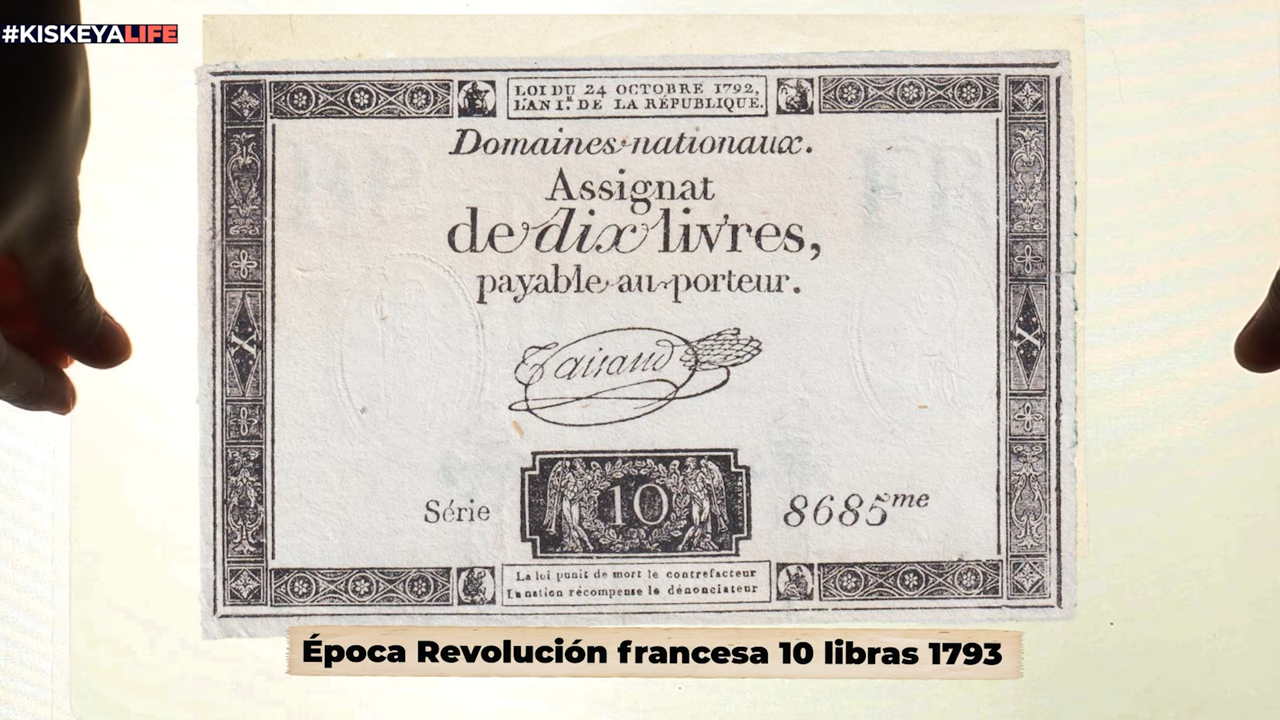 #KISKEYALIFE
LOI DU 24 OCTOBRE 1792,
L'AN I.R DE LA RÉPUBLIQUE.
Domaines nationaux.
Assignat
de dix livres,
payable au porteur.
Taisaud
X
X
Série 10 8685me
La loi punit de mort le contrefacteur
La nation récompense le dénonciateur
Época Revolución francesa 10 libras 1793